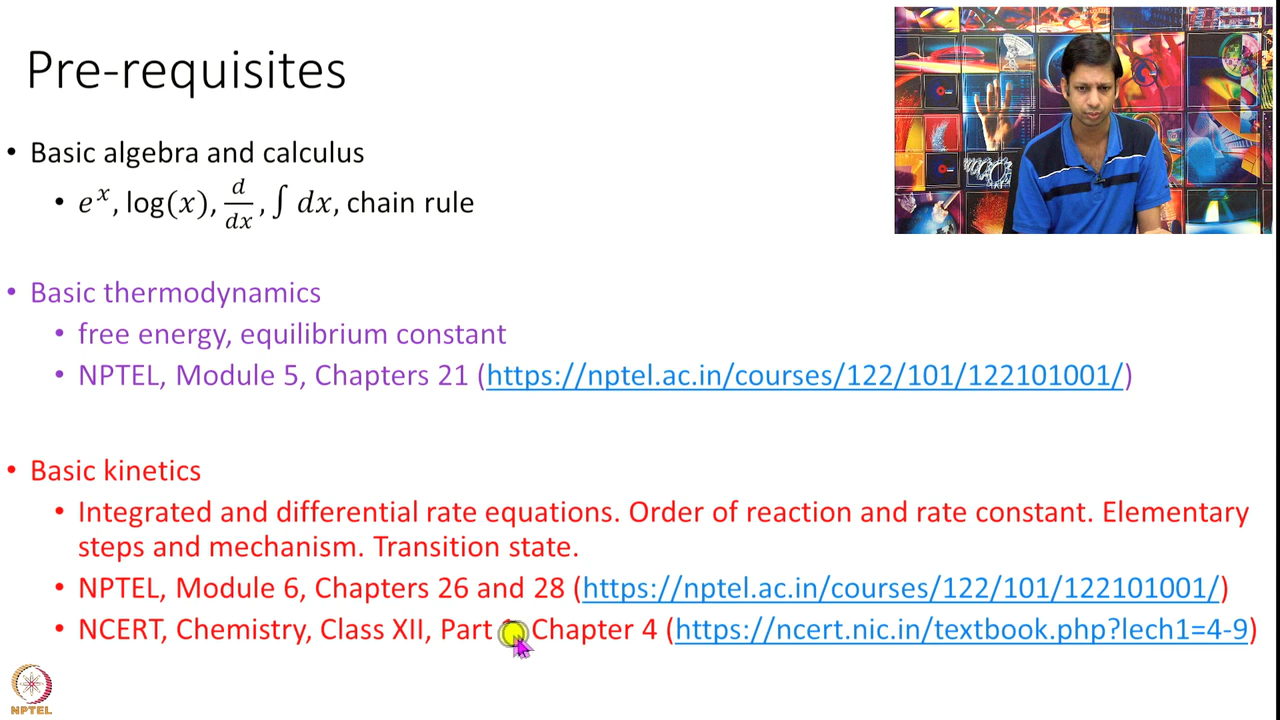 Pre-requisites
• Basic algebra and calculus
• e^x, log(x), d/dx, ∫ dx, chain rule
• Basic thermodynamics
• free energy, equilibrium constant
• NPTEL, Module 5, Chapters 21 (https://nptel.ac.in/courses/122/101/122101001/)
• Basic kinetics
• Integrated and differential rate equations. Order of reaction and rate constant. Elementary
steps and mechanism. Transition state.
• NPTEL, Module 6, Chapters 26 and 28 (https://nptel.ac.in/courses/122/101/122101001/)
• NCERT, Chemistry, Class XII, Part Chapter 4 (https://ncert.nic.in/textbook.php?lech1=4-9)
NPTEL